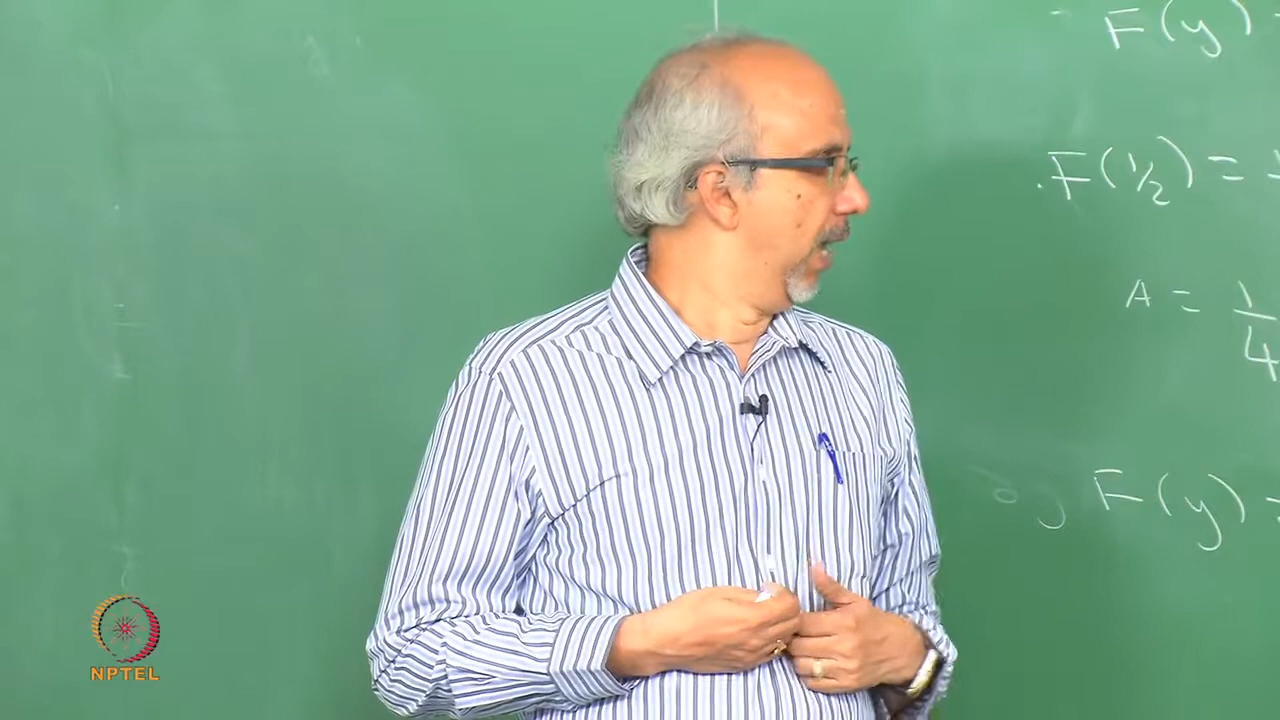 F(y)
F(1/2) =
A = 1/4
F(y)
NPTEL